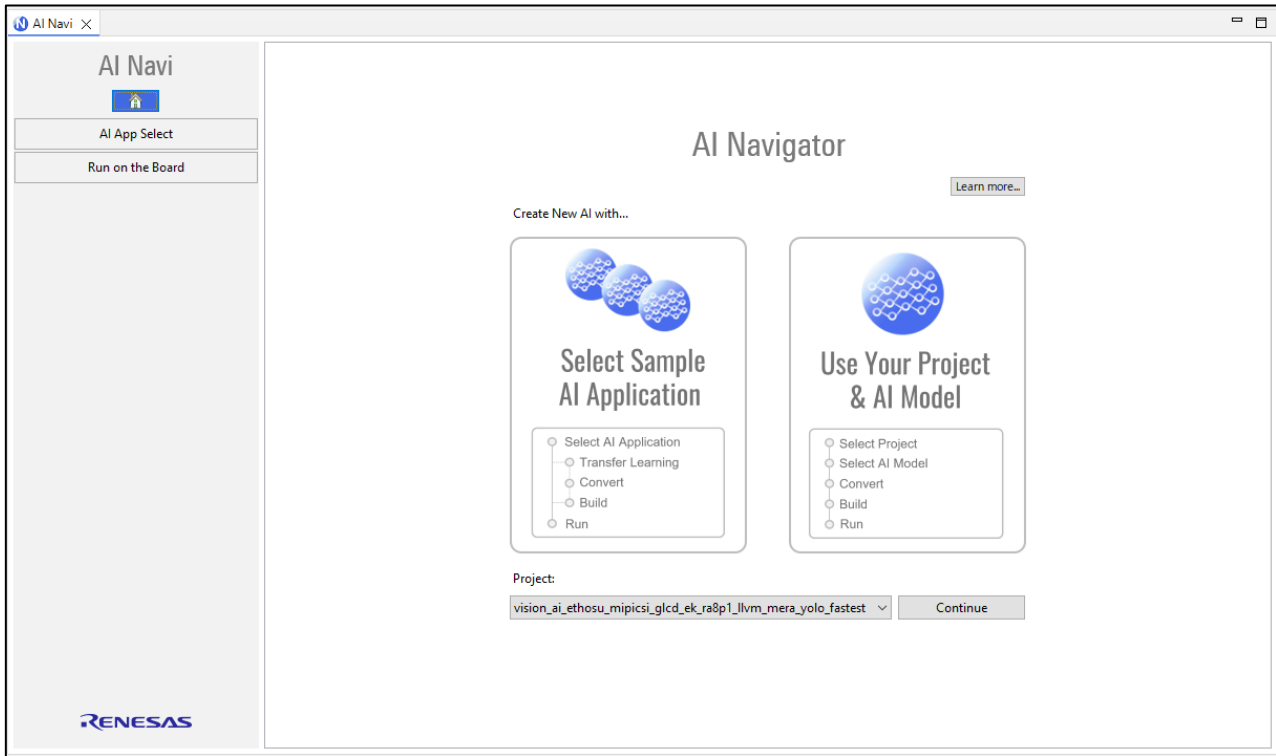 AI Navi
AI Navi
AI App Select
Run on the Board
RENESAS
AI Navigator
Learn more...
Create New AI with...
Select Sample
AI Application
Select AI Application
Transfer Learning
Convert
Build
Run
Use Your Project
& AI Model
Select Project
Select AI Model
Convert
Build
Run
Project:
vision_ai_ethosu_mipicsi_glcd_ek_ra8p1_llvm_mera_yolo_fastest
Continue